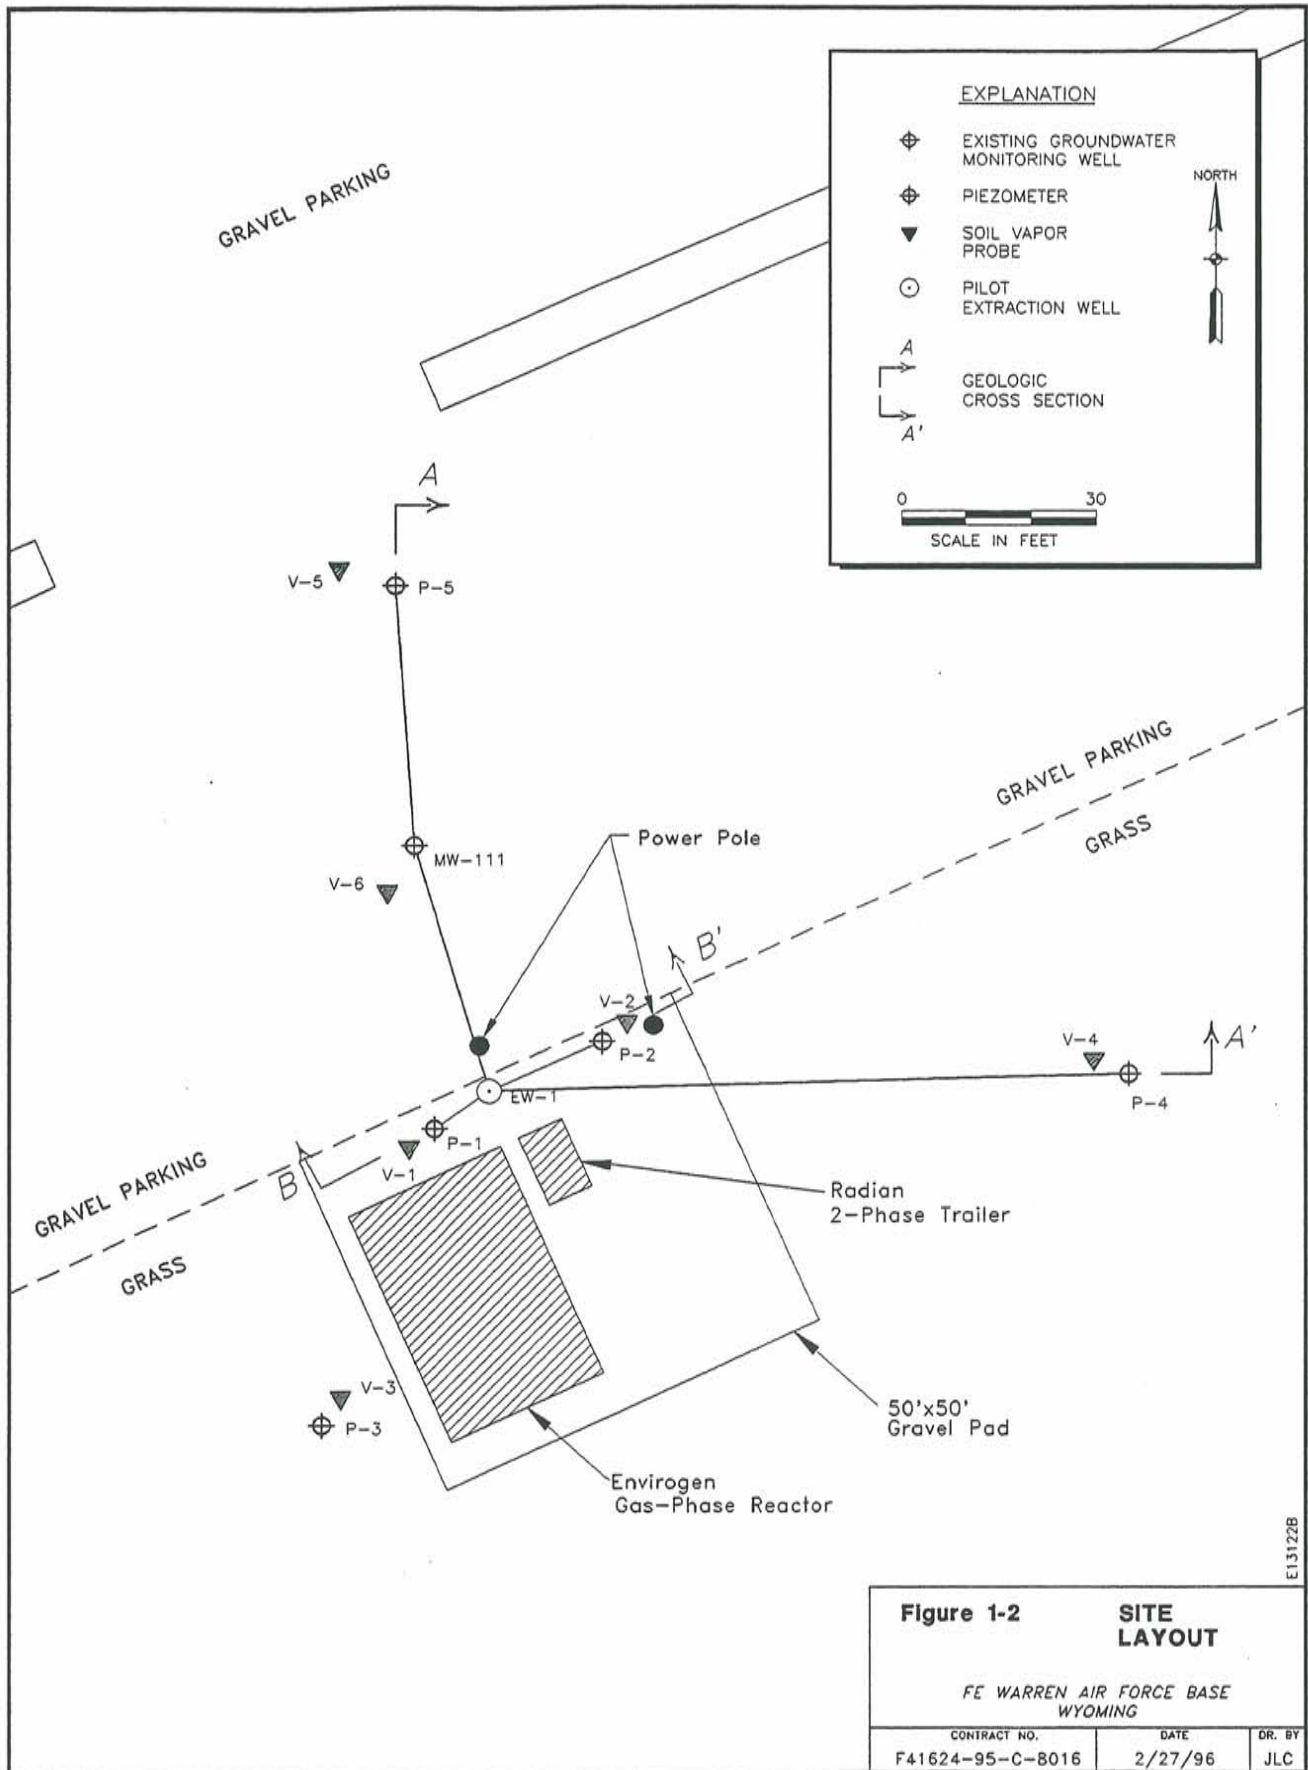 EXPLANATION
EXISTING GROUNDWATER
MONITORING WELL
PIEZOMETER
SOIL VAPOR
PROBE
PILOT
EXTRACTION WELL
A
A'
GEOLOGIC
CROSS SECTION
NORTH
0 30
SCALE IN FEET
GRAVEL PARKING
A
V-5
P-5
GRAVEL PARKING
GRASS
Power Pole
MW-111
V-6
B'
V-2
P-2
V-4
A'
P-4
EW-1
P-1
V-1
B
GRAVEL PARKING
GRASS
Radian
2-Phase Trailer
V-3
P-3
50'x50'
Gravel Pad
Envirogen
Gas-Phase Reactor
E13122B
Figure 1-2 SITE
LAYOUT
FE WARREN AIR FORCE BASE
WYOMING
CONTRACT NO. DATE DR. BY
F41624-95-C-8016 2/27/96 JLC